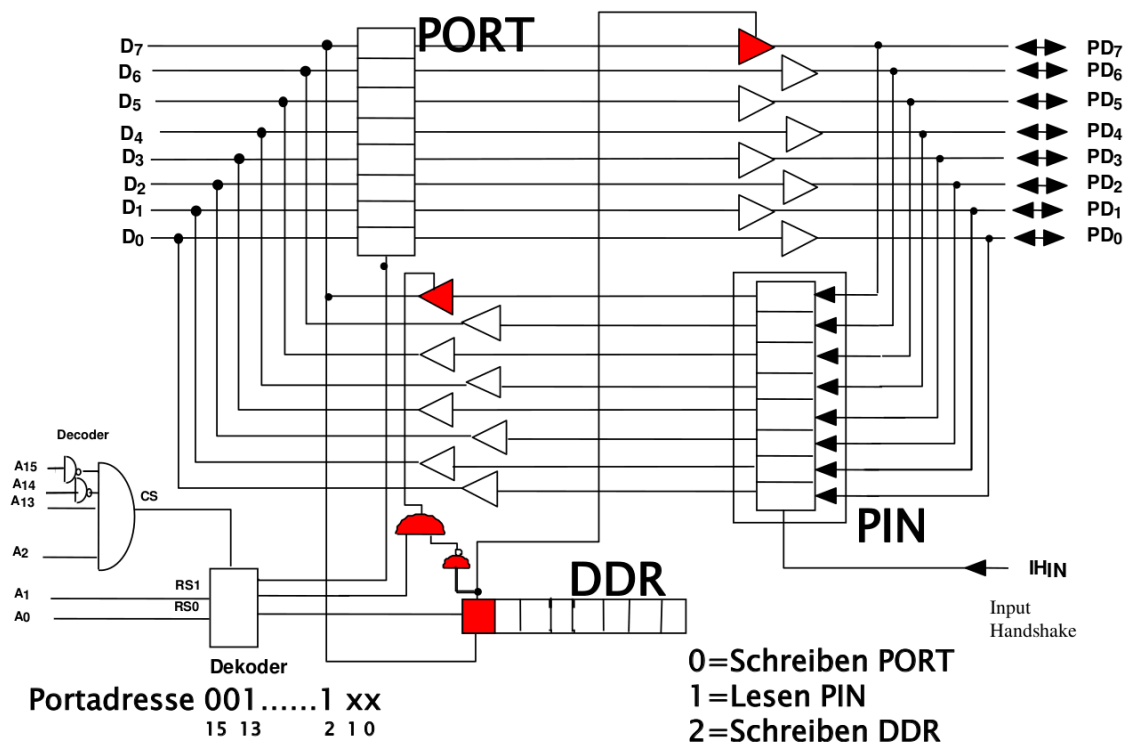 PORT
D7
PD7
D6
PD6
D5
PD5
D4
PD4
D3
PD3
D2
PD2
D1
PD1
D0
PD0
Decoder
A15
A14
A13
CS
A2
PIN
IHIN
Input
Handshake
DDR
A1
RS1
A0
RS0
Dekoder
Portadresse 001......1 xx
15 13 2 1 0
0=Schreiben PORT
1=Lesen PIN
2=Schreiben DDR